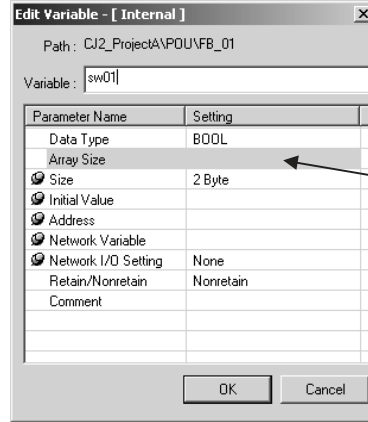 Edit Variable - [ Internal ]
Path : CJ2_ProjectA\POU\FB_01
Variable : sw01
Parameter Name Setting
Data Type BOOL
Array Size
Size 2 Byte
Initial Value
Address
Network Variable
Network I/O Setting None
Retain/Nonretain Nonretain
Comment
OK Cancel